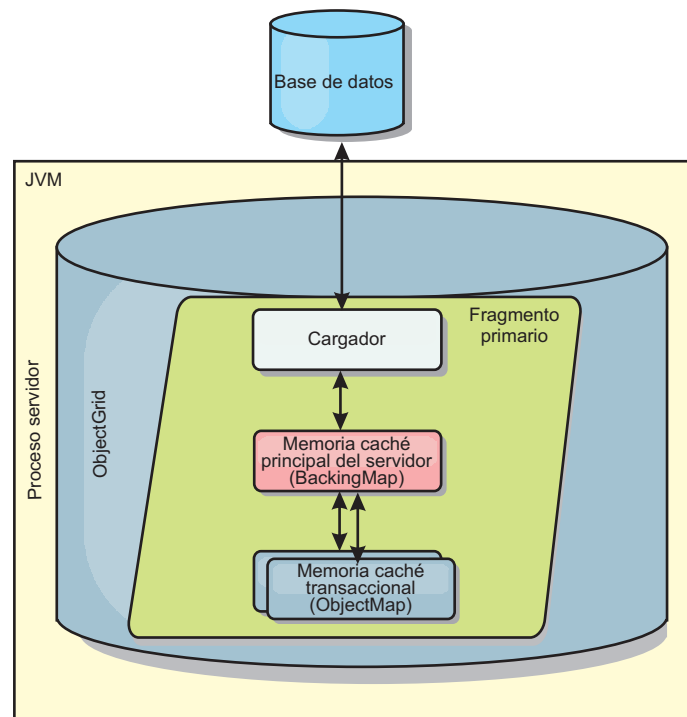 Base de datos
JVM
Proceso servidor
ObjectGrid
Fragmento
primario
Cargador
Memoria caché
principal del servidor
(BackingMap)
Memoria caché
transaccional
(ObjectMap)